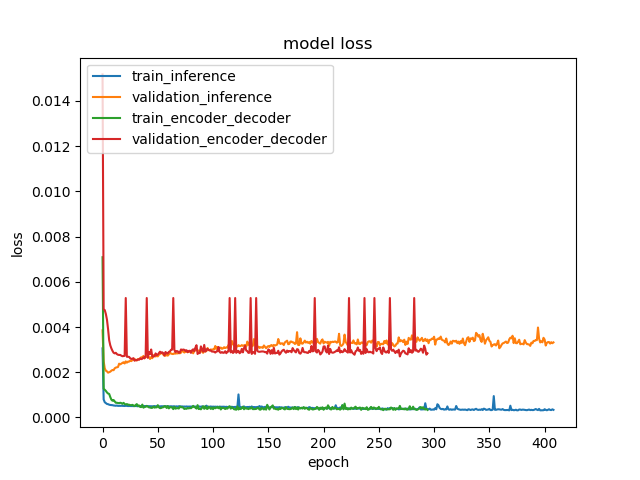 model loss
train_inference
validation_inference
train_encoder_decoder
validation_encoder_decoder
0.014
0.012
0.010
0.008
0.006
0.004
0.002
0.000
loss
0 50 100 150 200 250 300 350 400
epoch